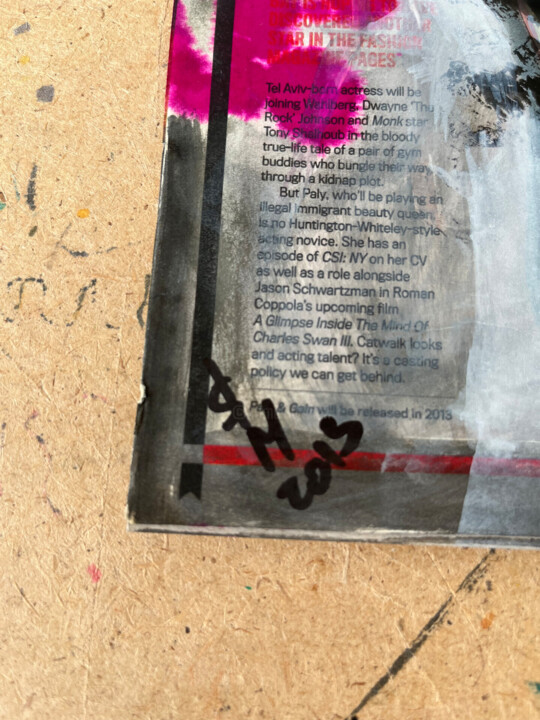 DISCOVERED
STAR IN THE FASHION
PAGES"
Tel Aviv-born actress will be
joining Wahlberg, Dwayne 'The
Rock' Johnson and Monk star
Tony Shalhoub in the bloody
true-life tale of a pair of gym
buddies who bungle their way
through a kidnap plot.
But Paly, who'll be playing an
illegal immigrant beauty queen,
is no Huntington-Whiteley-style
acting novice. She has an
episode of CSI: NY on her CV
as well as a role alongside
Jason Schwartzman in Roman
Coppola's upcoming film
A Glimpse Inside The Mind Of
Charles Swan III. Catwalk looks
and acting talent? It's a casting
policy we can get behind.
Pain & Gain will be released in 2013
2013